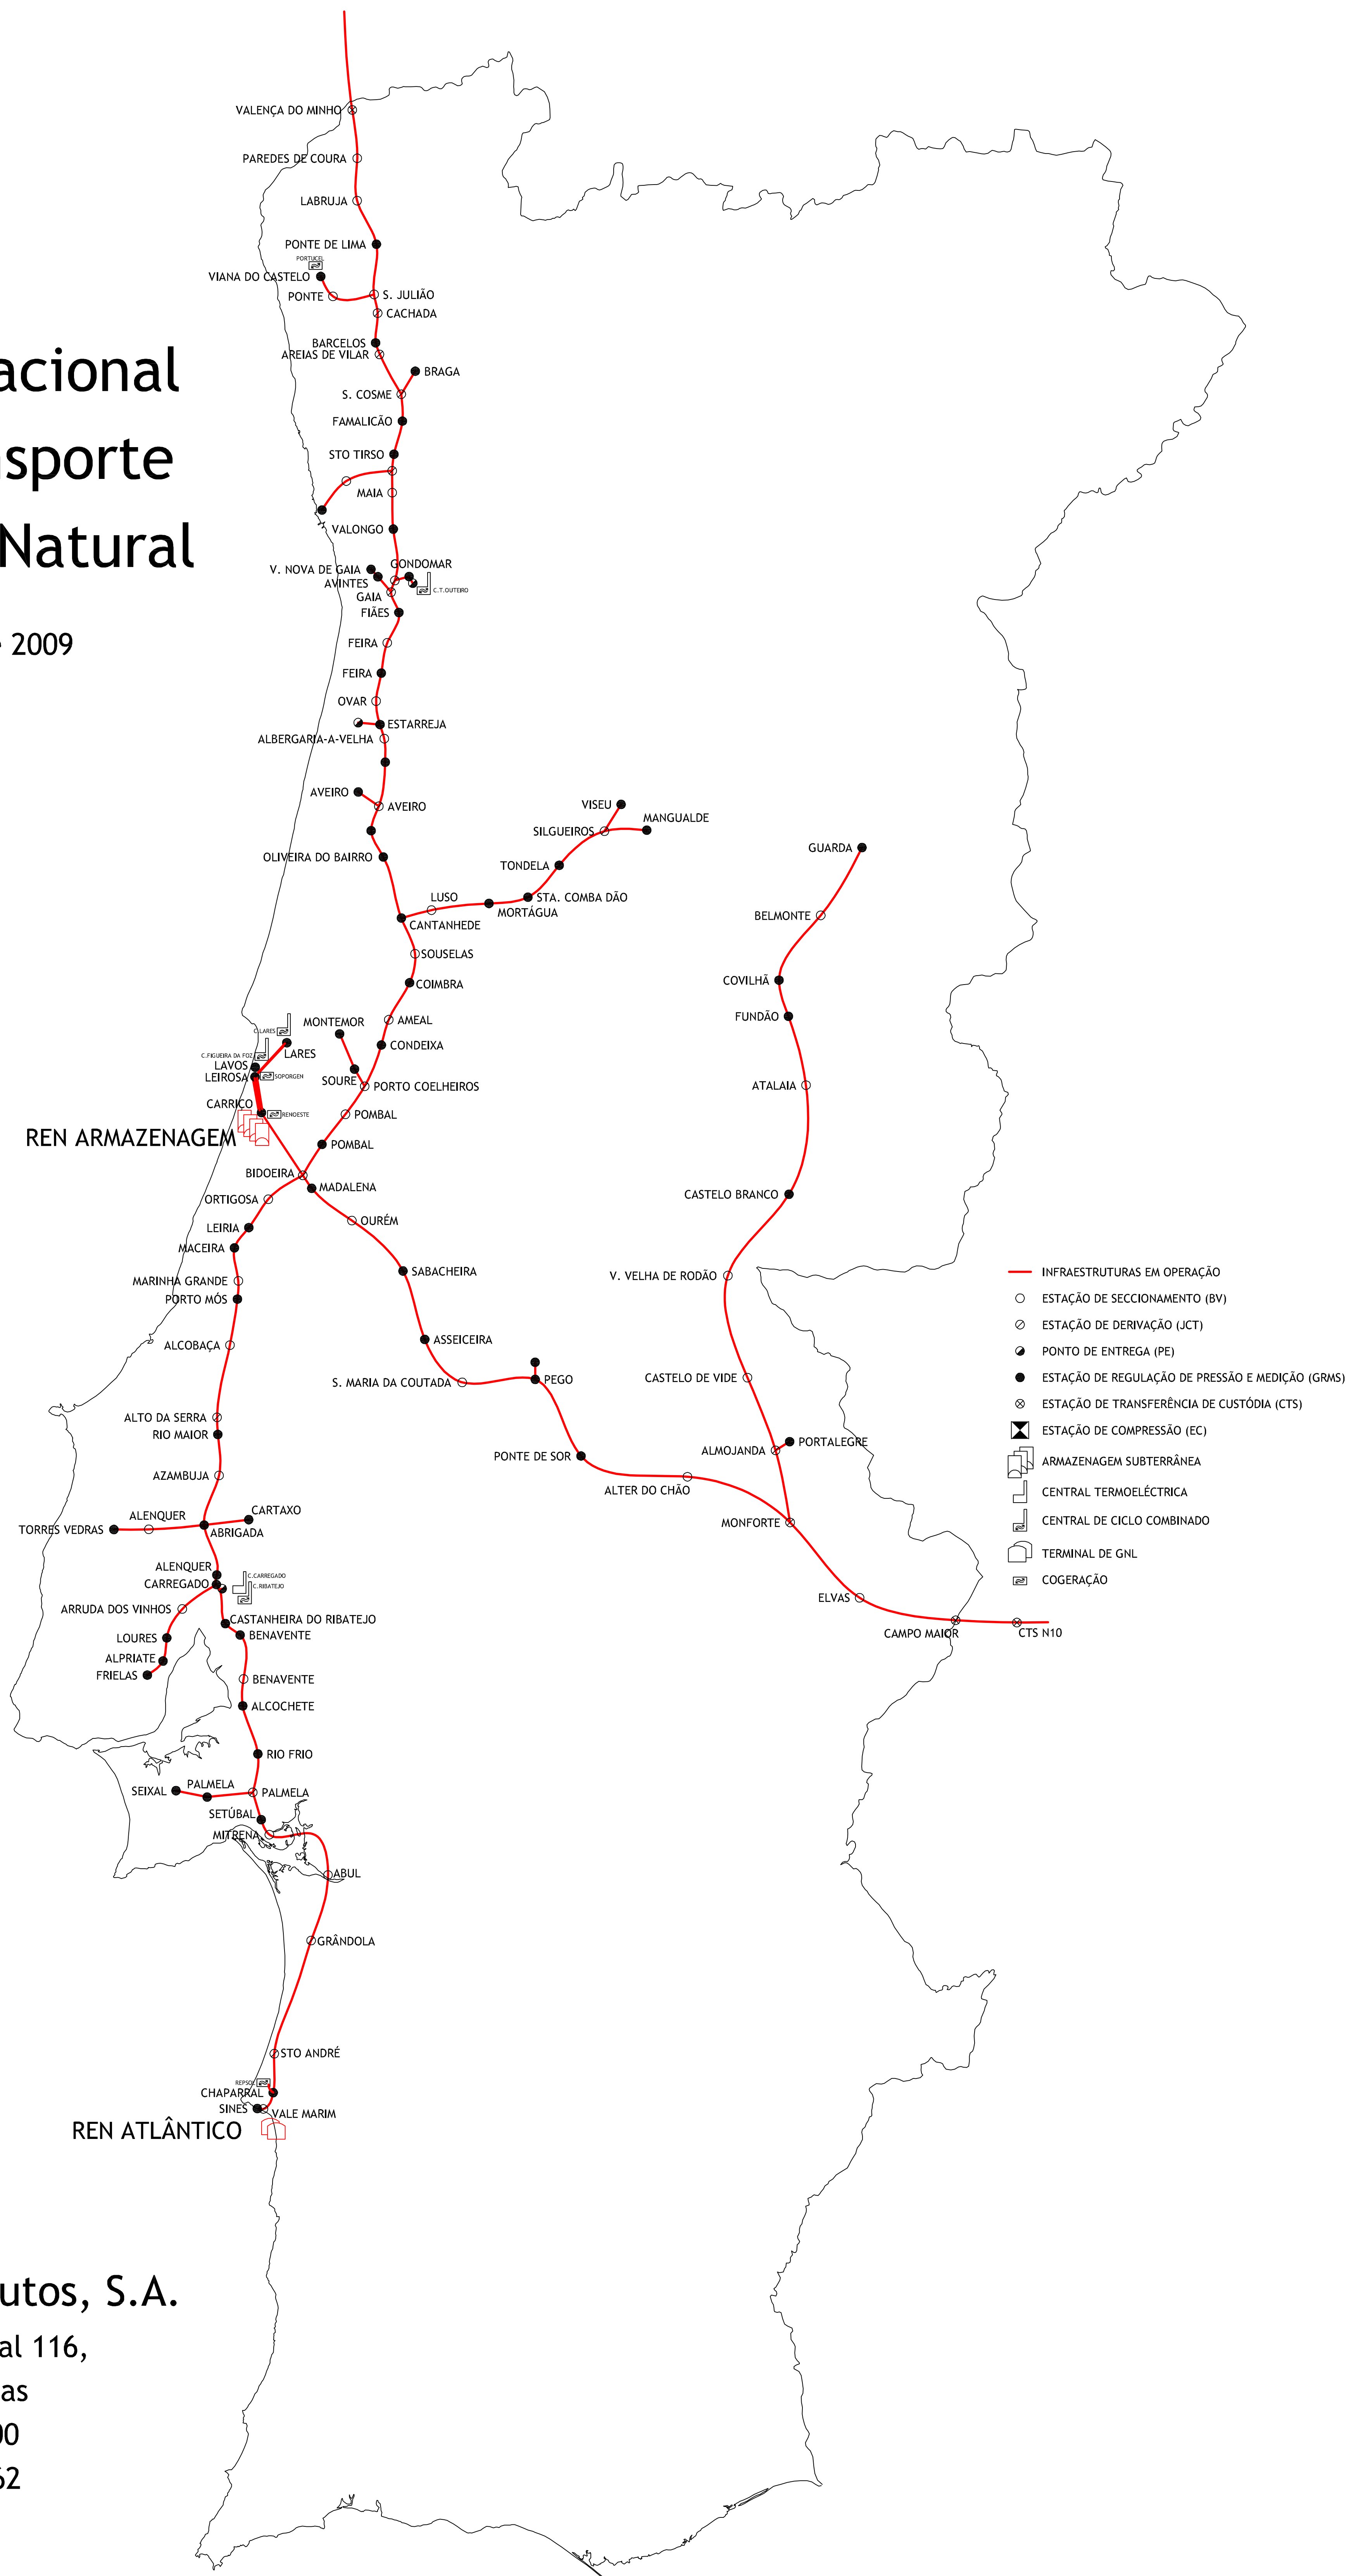 VALENÇA DO MINHO
PAREDES DE COURA
LABRUJA
PONTE DE LIMA
PORTUCEL
VIANA DO CASTELO
PONTE
S. JULIÃO
CACHADA
BARCELOS
AREIAS DE VILAR
acional
BRAGA
S. COSME
FAMALICÃO
sporte
STO TIRSO
MAIA
VALONGO
Natural
GONDOMAR
V. NOVA DE GAIA
AVINTES
C.T.OUTEIRO
GAIA
FIÃES
2009
FEIRA
FEIRA
OVAR
ESTARREJA
ALBERGARIA-A-VELHA
AVEIRO
AVEIRO
VISEU
MANGUALDE
SILGUEIROS
GUARDA
OLIVEIRA DO BAIRRO
TONDELA
LUSO
STA. COMBA DÃO
MORTÁGUA
CANTANHEDE
BELMONTE
SOUSELAS
COVILHÃ
COIMBRA
FUNDÃO
AMEAL
MONTEMOR
C.LARES
CONDEIXA
LARES
C.FIGUEIRA DA FOZ
LAVOS
LEIROSA
SOPORGEN
SOURE
PORTO COELHEIROS
ATALAIA
CARRIÇO
RENOESTE
POMBAL
REN ARMAZENAGEM
POMBAL
BIDOEIRA
MADALENA
CASTELO BRANCO
ORTIGOSA
OURÉM
LEIRIA
MACEIRA
SABACHEIRA
V. VELHA DE RODÃO
MARINHA GRANDE
PORTO MÓS
INFRAESTRUTURAS EM OPERAÇÃO
ESTAÇÃO DE SECCIONAMENTO (BV)
ESTAÇÃO DE DERIVAÇÃO (JCT)
PONTO DE ENTREGA (PE)
ESTAÇÃO DE REGULAÇÃO DE PRESSÃO E MEDIÇÃO (GRMS)
ESTAÇÃO DE TRANSFERÊNCIA DE CUSTÓDIA (CTS)
ESTAÇÃO DE COMPRESSÃO (EC)
ARMAZENAGEM SUBTERRÂNEA
CENTRAL TERMOELÉCTRICA
CENTRAL DE CICLO COMBINADO
TERMINAL DE GNL
COGERAÇÃO
ASSEICEIRA
ALCOBAÇA
S. MARIA DA COUTADA
PEGO
CASTELO DE VIDE
ALTO DA SERRA
RIO MAIOR
PORTALEGRE
ALMOJANDA
PONTE DE SOR
AZAMBUJA
ALTER DO CHÃO
CARTAXO
ALENQUER
TORRES VEDRAS
ABRIGADA
MONFORTE
ALENQUER
CARREGADO
C.CARREGADO
C.RIBATEJO
ELVAS
ARRUDA DOS VINHOS
CASTANHEIRA DO RIBATEJO
CAMPO MAIOR
CTS N10
LOURES
BENAVENTE
ALPRIATE
FRIELAS
BENAVENTE
ALCOCHETE
RIO FRIO
SEIXAL
PALMELA
PALMELA
SETÚBAL
MITRENA
ABUL
GRÂNDOLA
STO ANDRÉ
REPSOL
CHAPARRAL
SINES
VALE MARIM
REN ATLÂNTICO
utos, S.A.
al 116,
as
00
62